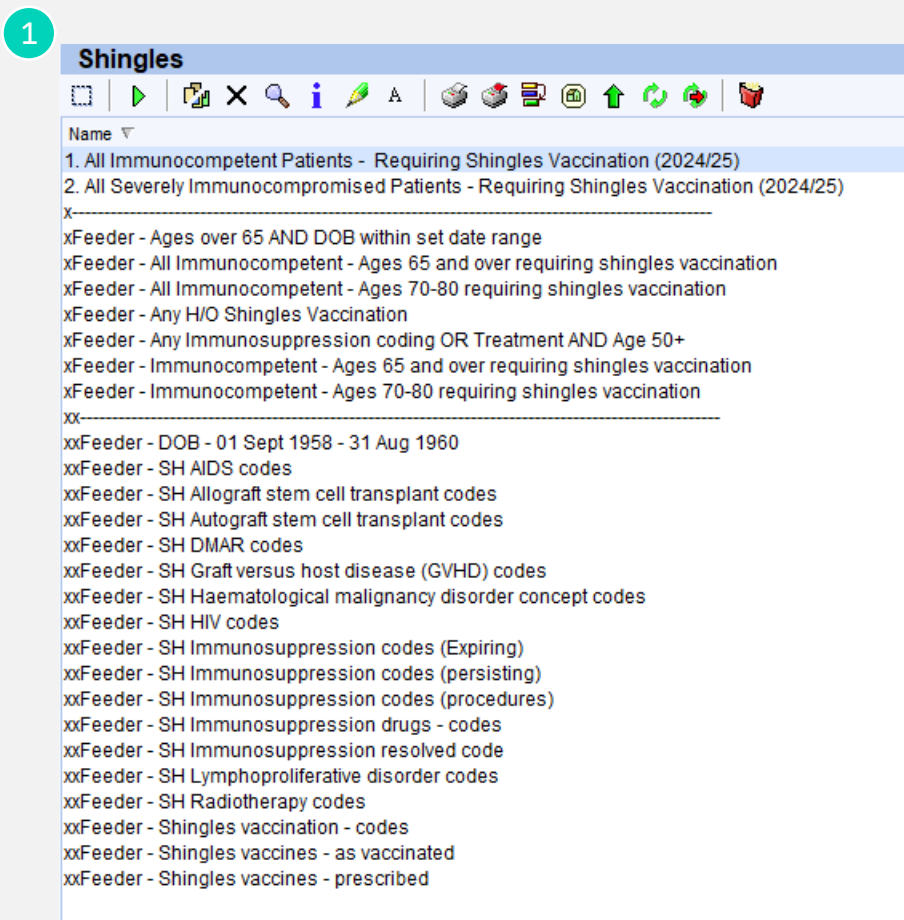 1
Shingles
A
Name
1. All Immunocompetent Patients -  Requiring Shingles Vaccination (2024/25)
2. All Severely Immunocompromised Patients - Requiring Shingles Vaccination (2024/25)
x----------------------------------------------------------------------------------------------------
xFeeder - Ages over 65 AND DOB within set date range
xFeeder - All Immunocompetent - Ages 65 and over requiring shingles vaccination
xFeeder - All Immunocompetent - Ages 70-80 requiring shingles vaccination
xFeeder - Any H/O Shingles Vaccination
xFeeder - Any Immunosuppression coding OR Treatment AND Age 50+
xFeeder - Immunocompetent - Ages 65 and over requiring shingles vaccination
xFeeder - Immunocompetent - Ages 70-80 requiring shingles vaccination
xx----------------------------------------------------------------------------------------------------
xxFeeder - DOB - 01 Sept 1958 - 31 Aug 1960
xxFeeder - SH AIDS codes
xxFeeder - SH Allograft stem cell transplant codes
xxFeeder - SH Autograft stem cell transplant codes
xxFeeder - SH DMAR codes
xxFeeder - SH Graft versus host disease (GVHD) codes
xxFeeder - SH Haematological malignancy disorder concept codes
xxFeeder - SH HIV codes
xxFeeder - SH Immunosuppression codes (Expiring)
xxFeeder - SH Immunosuppression codes (persisting)
xxFeeder - SH Immunosuppression codes (procedures)
xxFeeder - SH Immunosuppression drugs - codes
xxFeeder - SH Immunosuppression resolved code
xxFeeder - SH Lymphoproliferative disorder codes
xxFeeder - SH Radiotherapy codes
xxFeeder - Shingles vaccination - codes
xxFeeder - Shingles vaccines - as vaccinated
xxFeeder - Shingles vaccines - prescribed